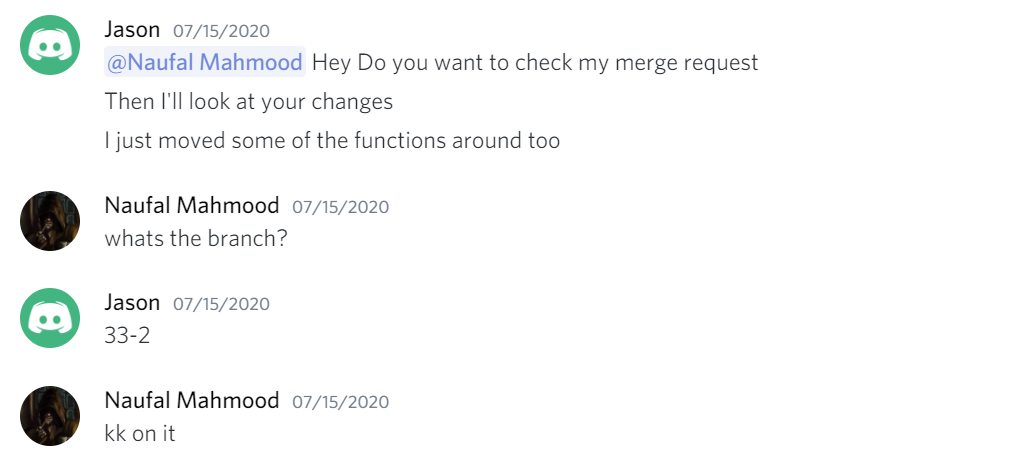 Jason 07/15/2020
@Naufal Mahmood Hey Do you want to check my merge request
Then I'll look at your changes
I just moved some of the functions around too
Naufal Mahmood 07/15/2020
whats the branch?
Jason 07/15/2020
33-2
Naufal Mahmood 07/15/2020
kk on it